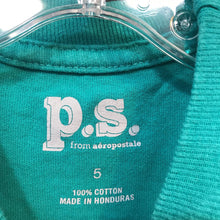 p.s.
from aéropostale
5
100% COTTON
MADE IN HONDURAS